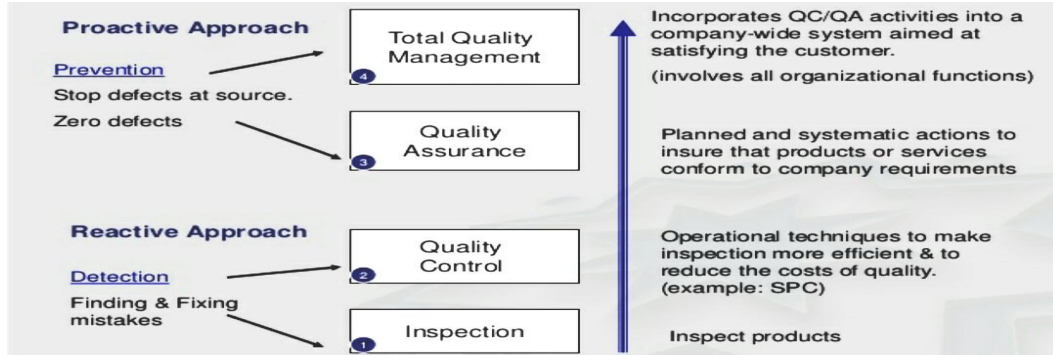 Proactive Approach
Prevention
Stop defects at source.
Zero defects
Total Quality
Management
4
Incorporates QC/QA activities into a
company-wide system aimed at
satisfying the customer.
(involves all organizational functions)
Quality
Assurance
3
Planned and systematic actions to
insure that products or services
conform to company requirements
Reactive Approach
Detection
Finding & Fixing
mistakes
Quality
Control
2
Operational techniques to make
inspection more efficient & to
reduce the costs of quality.
(example: SPC)
Inspection
1
Inspect products